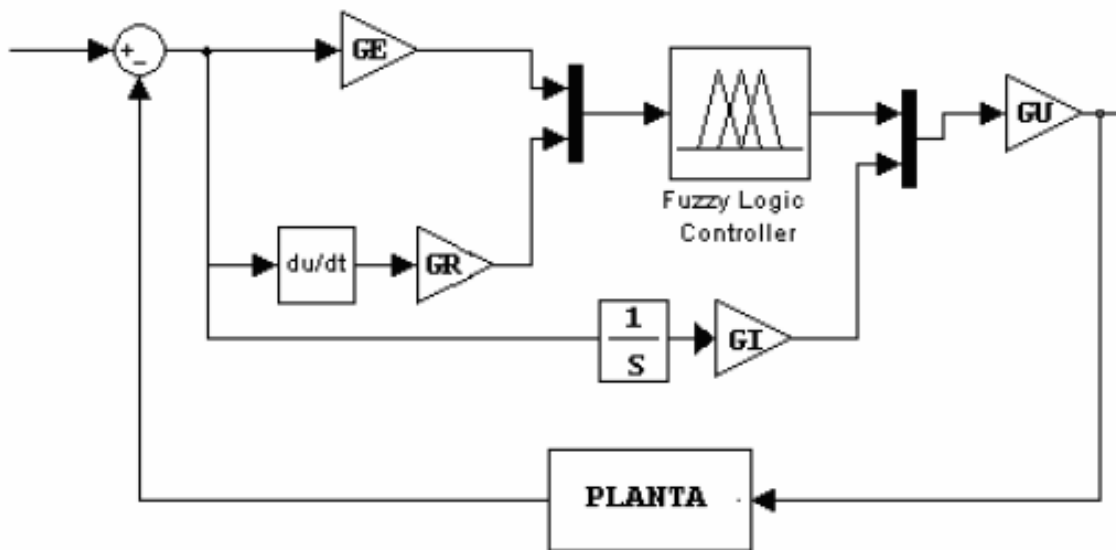 +
-
GE
Fuzzy Logic
Controller
GU
du/dt
GR
1
S
GI
PLANTA